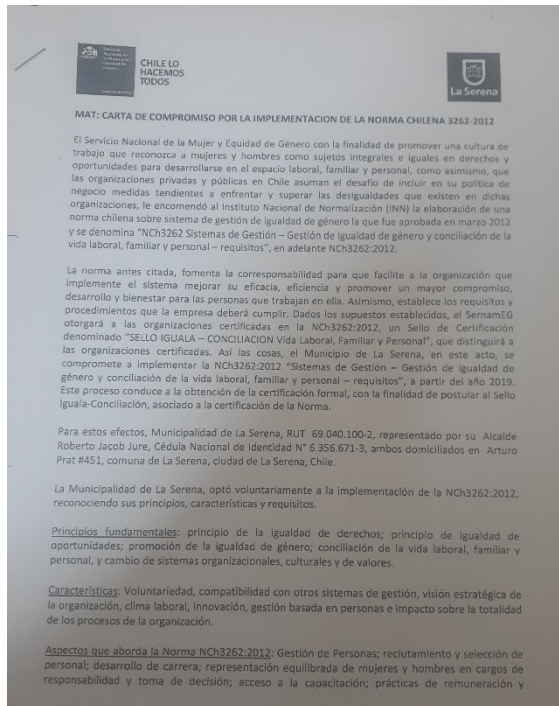 CHILE LO
HACEMOS
TODOS
La Serena
MAT: CARTA DE COMPROMISO POR LA IMPLEMENTACION DE LA NORMA CHILENA 3262-2012
El Servicio Nacional de la Mujer y Equidad de Género con la finalidad de promover una cultura de
trabajo que reconozca a mujeres y hombres como sujetos integrales e iguales en derechos y
oportunidades para desarrollarse en el espacio laboral, familiar y personal, como asimismo, que
las organizaciones privadas y públicas en Chile asuman el desafío de incluir en su política de
negocio medidas tendientes a enfrentar y superar las desigualdades que existen en dichas
organizaciones, le encomendó al Instituto Nacional de Normalización (INN) la elaboración de una
norma chilena sobre sistema de gestión de igualdad de género la que fue aprobada en marzo 2012
y se denomina "NCh3262 Sistemas de Gestión – Gestión de igualdad de género y conciliación de la
vida laboral, familiar y personal – requisitos", en adelante NCh3262:2012.
La norma antes citada, fomenta la corresponsabilidad para que facilite a la organización que
implemente el sistema mejorar su eficacia, eficiencia y promover un mayor compromiso,
desarrollo y bienestar para las personas que trabajan en ella. Asimismo, establece los requisitos y
procedimientos que la empresa deberá cumplir. Dados los supuestos establecidos, el SernamEG
otorgará a las organizaciones certificadas en la NCh3262:2012, un Sello de Certificación
denominado "SELLO IGUALA – CONCILIACIÓN Vida Laboral, Familiar y Personal", que distinguirá a
las organizaciones certificadas. Así las cosas, el Municipio de La Serena, en este acto, se
compromete a implementar la NCh3262:2012 "Sistemas de Gestión – Gestión de igualdad de
género y conciliación de la vida laboral, familiar y personal – requisitos", a partir del año 2019.
Este proceso conduce a la obtención de la certificación formal, con la finalidad de postular al Sello
Iguala-Conciliación, asociado a la certificación de la Norma.
Para estos efectos, Municipalidad de La Serena, RUT 69.040.100-2, representado por su Alcalde
Roberto Jacob Jure, Cédula Nacional de Identidad N° 6.356.671-3, ambos domiciliados en Arturo
Prat #451, comuna de La Serena, ciudad de La Serena, Chile.
La Municipalidad de La Serena, optó voluntariamente a la implementación de la NCh3262:2012,
reconociendo sus principios, características y requisitos.
Principios fundamentales: principio de la igualdad de derechos; principio de igualdad de
oportunidades; promoción de la igualdad de género; conciliación de la vida laboral, familiar y
personal, y cambio de sistemas organizacionales, culturales y de valores.
Características: Voluntariedad, compatibilidad con otros sistemas de gestión, visión estratégica de
la organización, clima laboral, innovación, gestión basada en personas e impacto sobre la totalidad
de los procesos de la organización.
Aspectos que aborda la Norma NCh3262:2012: Gestión de Personas; reclutamiento y selección de
personal; desarrollo de carrera; representación equilibrada de mujeres y hombres en cargos de
responsabilidad y toma de decisión; acceso a la capacitación; prácticas de remuneración y